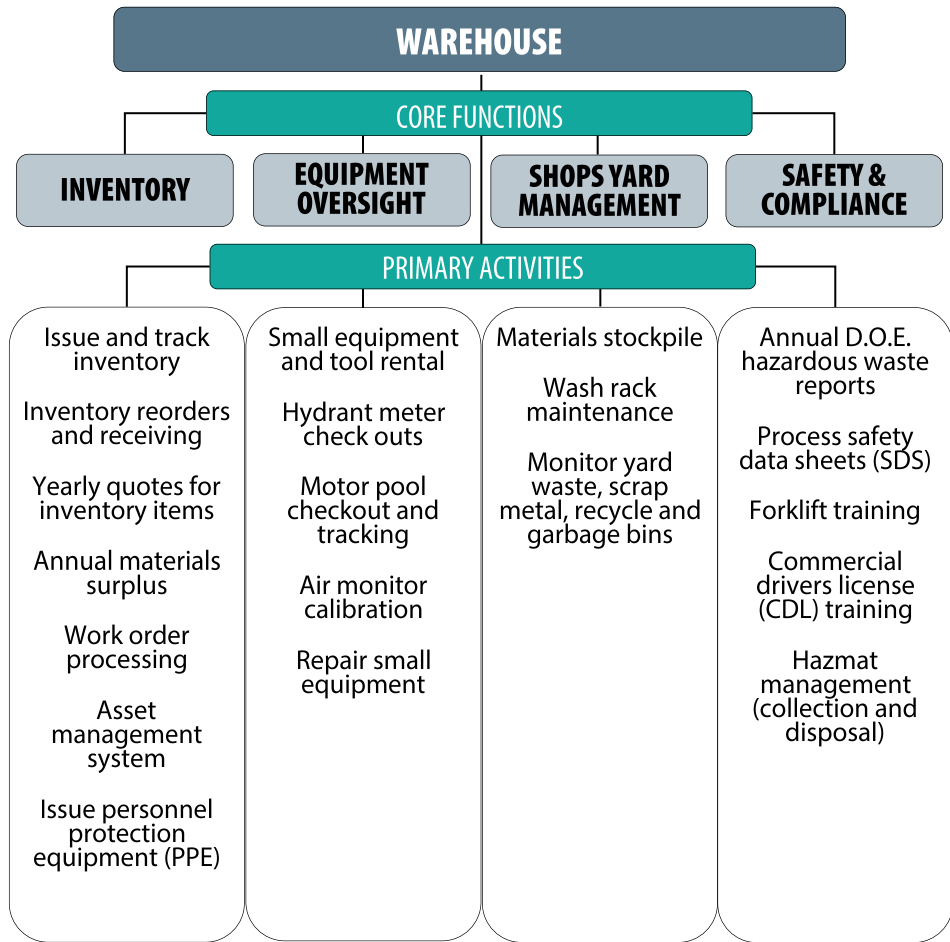 WAREHOUSE
CORE FUNCTIONS
INVENTORY
EQUIPMENT
OVERSIGHT
SHOPS YARD
MANAGEMENT
SAFETY &
COMPLIANCE
PRIMARY ACTIVITIES
Issue and track
inventory
Inventory reorders
and receiving
Yearly quotes for
inventory items
Annual materials
surplus
Work order
processing
Asset
management
system
Issue personnel
protection
equipment (PPE)
Small equipment
and tool rental
Hydrant meter
check outs
Motor pool
checkout and
tracking
Air monitor
calibration
Repair small
equipment
Materials stockpile
Wash rack
maintenance
Monitor yard
waste, scrap
metal, recycle and
garbage bins
Annual D.O.E.
hazardous waste
reports
Process safety
data sheets (SDS)
Forklift training
Commercial
drivers license
(CDL) training
Hazmat
management
(collection and
disposal)